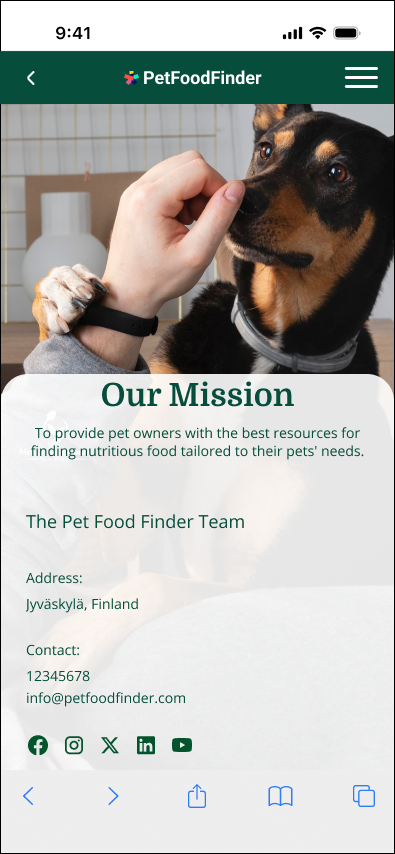 9:41
PetFoodFinder
Our Mission
To provide pet owners with the best resources for
finding nutritious food tailored to their pets' needs.
The Pet Food Finder Team
Address:
Jyväskylä, Finland
Contact:
12345678
info@petfoodfinder.com